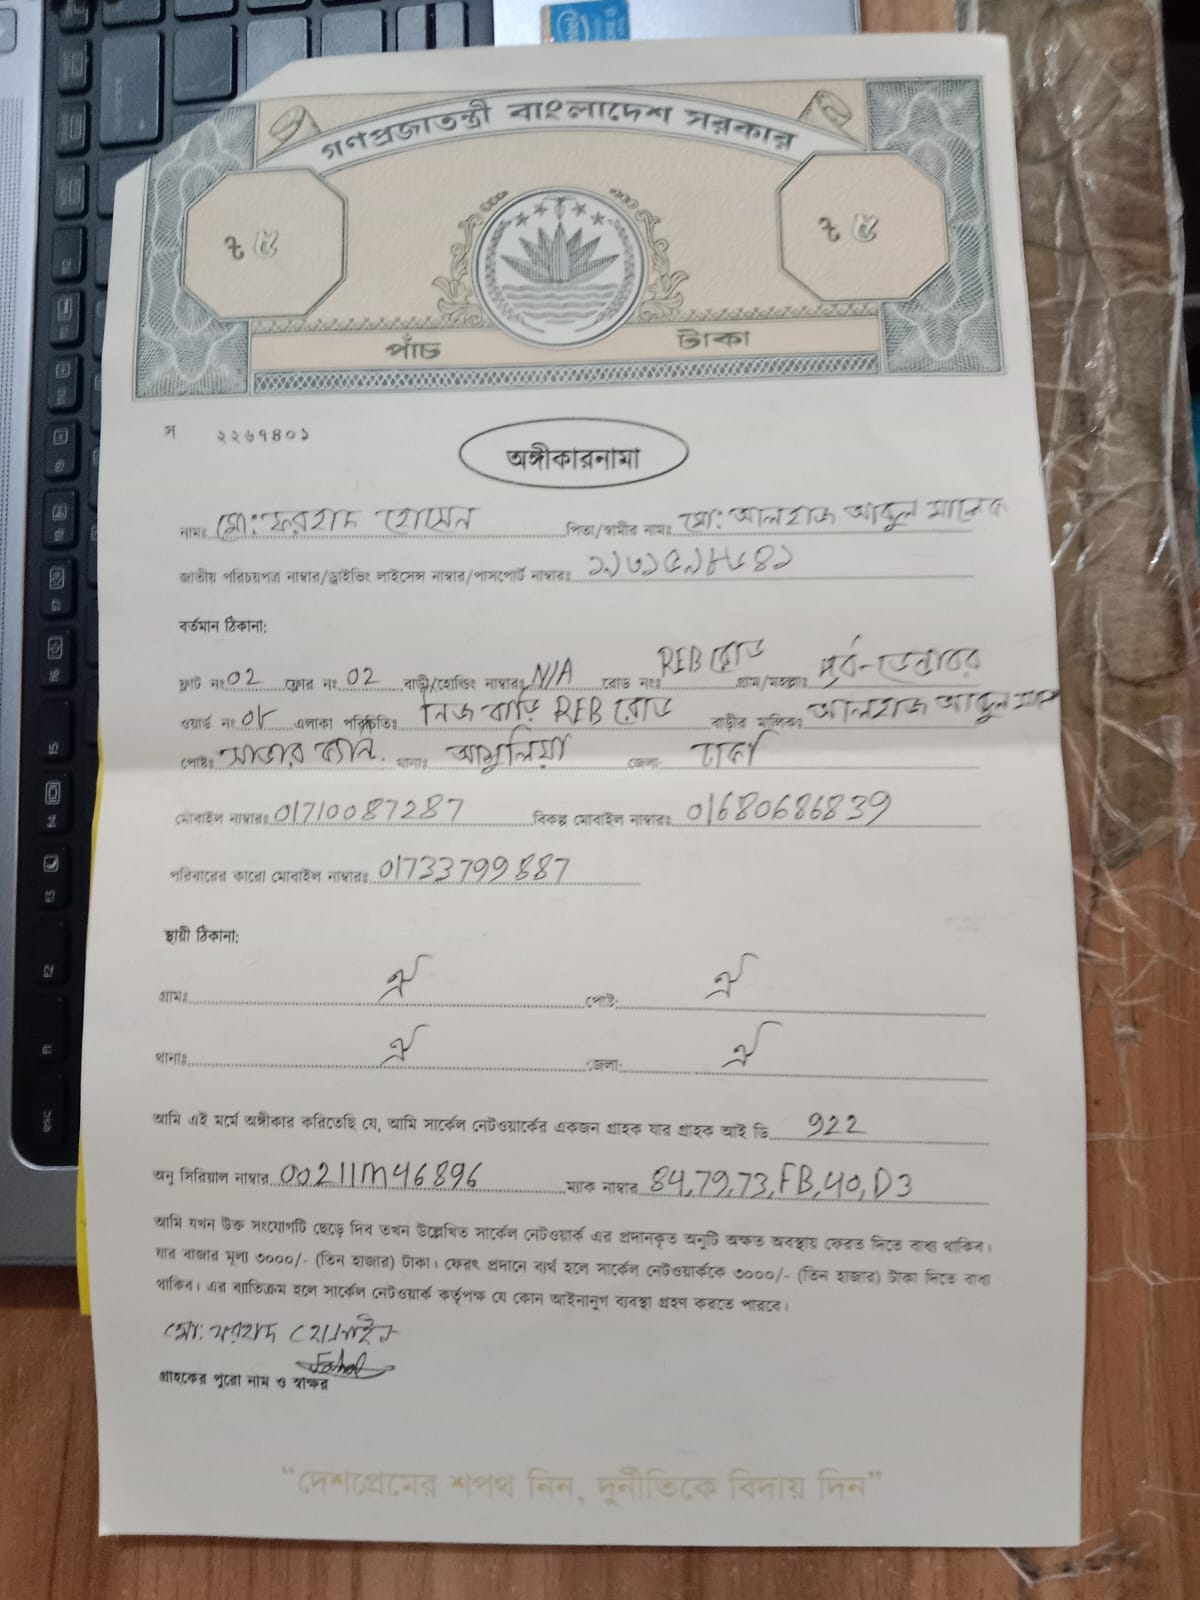 গণপ্রজাতন্ত্রী বাংলাদেশ সরকার
৳ ৫ ৳ ৫
পাঁচ টাকা
স ২২৬৭৪০১
অঙ্গীকারনামা
নামঃ মো: ফরহাদ হোসেন পিতা/স্বামীর নামঃ মো: আলহাজ আব্দুল মালেক
জাতীয় পরিচয়পত্র নাম্বার/ড্রাইভিং লাইসেন্স নাম্বার/পাসপোর্ট নাম্বারঃ
বর্তমান ঠিকানা:
ফ্লাট নং 02 ফ্লোর নং 02 বাড়ী/হোল্ডিং নাম্বারঃ N/A রোড নংঃ REB রোড গ্রাম/মহল্লাঃ পূর্ব-ডেন্ডাবর
ওয়ার্ড নং 08 এলাকা পরিচিতিঃ নিজ বাড়ি REB রোড বাড়ীর মালিকঃ আলহাজ আব্দুল
পোষ্টঃ সাভার ক্যান. থানাঃ আশুলিয়া জেলা: ঢাকা
মোবাইল নাম্বারঃ 01710087287 বিকল্প মোবাইল নাম্বারঃ 01680686839
পরিবারের কারো মোবাইল নাম্বারঃ 01733799887
স্থায়ী ঠিকানা:
গ্রামঃ ঐ পোষ্ট: ঐ
থানাঃ ঐ জেলা: ঐ
আমি এই মর্মে অঙ্গীকার করিতেছি যে, আমি সার্কেল নেটওয়ার্কের একজন গ্রাহক যার গ্রাহক আই ডি 922
অনু সিরিয়াল নাম্বার 00211M46896 ম্যাক নাম্বার 84,79,73,FB,40,D3
আমি যখন উক্ত সংযোগটি ছেড়ে দিব তখন উল্লেখিত সার্কেল নেটওয়ার্ক এর প্রদানকৃত অনুটি অক্ষত অবস্থায় ফেরত দিতে বাধ্য থাকিব।
যার বাজার মূল্য ৩০০০/- (তিন হাজার) টাকা। ফেরৎ প্রদানে ব্যর্থ হলে সার্কেল নেটওয়ার্ককে ৩০০০/- (তিন হাজার) টাকা দিতে বাধ্য
থাকিব। এর ব্যতিক্রম হলে সার্কেল নেটওয়ার্ক কর্তৃপক্ষ যে কোন আইনানুগ ব্যবস্থা গ্রহণ করতে পারবে।
মো: ফরহাদ হোসাইন
গ্রাহকের পুরো নাম ও স্বাক্ষর
“দেশপ্রেমের শপথ নিন, দুর্নীতিকে বিদায় দিন”